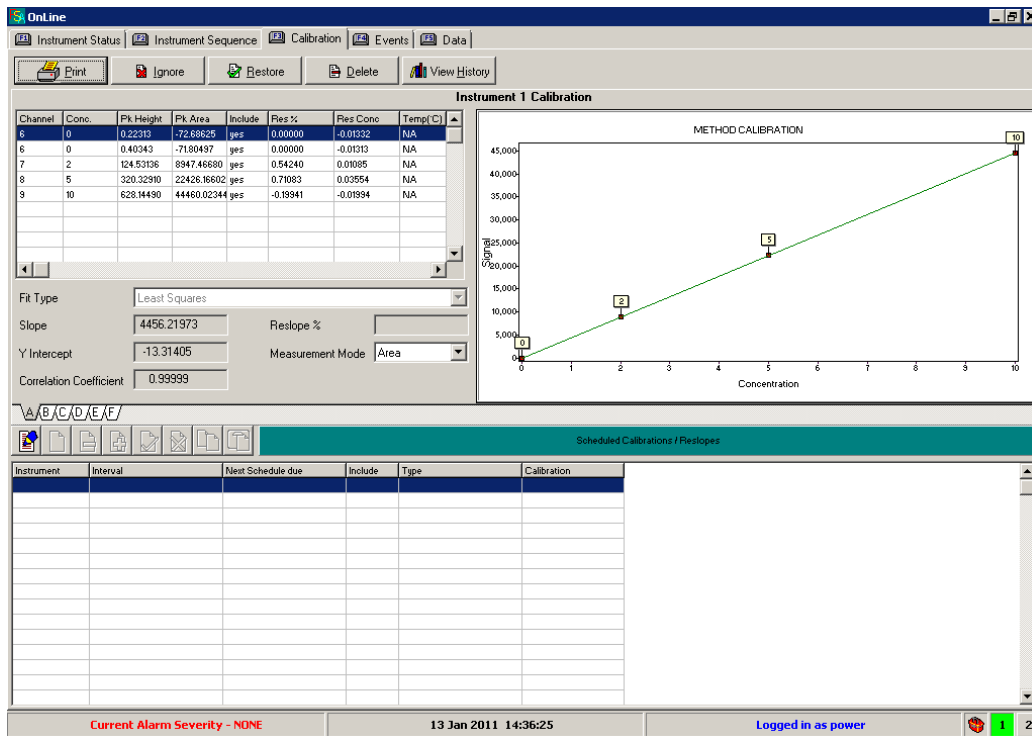 PSA OnLine
F1 Instrument Status F2 Instrument Sequence F3 Calibration F4 Events F5 Data
Print Ignore Restore Delete View History
Instrument 1 Calibration
Channel Conc. Pk Height Pk Area Include Res % Res Conc Temp(°C)
6 0 0.22313 -72.68625 yes 0.00000 -0.01332 NA
6 0 0.40343 -71.80497 yes 0.00000 -0.01313 NA
7 2 124.53136 8947.46680 yes 0.54240 0.01085 NA
8 5 320.32910 22426.16602 yes 0.71083 0.03554 NA
9 10 628.14490 44460.02344 yes -0.19941 -0.01994 NA
Fit Type Least Squares
Slope 4456.21973 Reslope %
Y Intercept -13.31405 Measurement Mode Area
Correlation Coefficient 0.99999
METHOD CALIBRATION
10
45,000
40,000
35,000
30,000
25,000
5
20,000
15,000
2
10,000
5,000
0
0
Signal
0 1 2 3 4 5 6 7 8 9 10
Concentration
A B C D E F
Scheduled Calibrations / Reslopes
Instrument Interval Next Schedule due Include Type Calibration
Current Alarm Severity - NONE 13 Jan 2011 14:36:25 Logged in as power 1 2